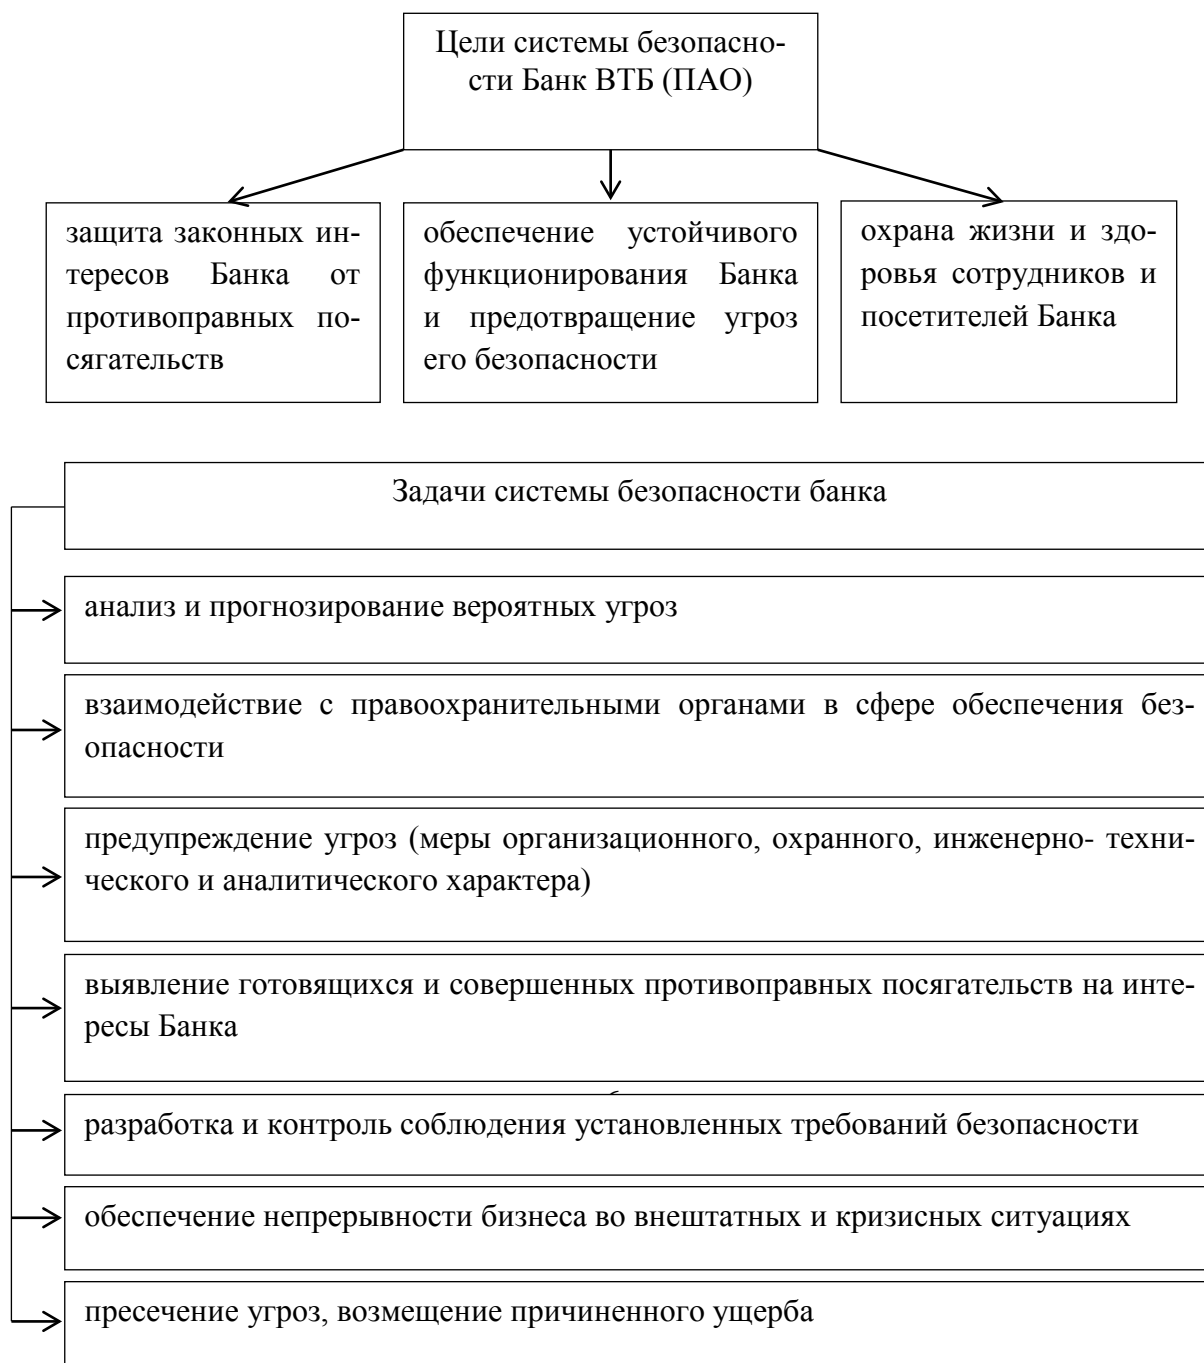 Цели системы безопасно-
сти Банк ВТБ (ПАО)
защита законных ин-
тересов Банка от
противоправных по-
сягательств
обеспечение устойчивого
функционирования Банка
и предотвращение угроз
его безопасности
охрана жизни и здо-
ровья сотрудников и
посетителей Банка
Задачи системы безопасности банка
анализ и прогнозирование вероятных угроз
взаимодействие с правоохранительными органами в сфере обеспечения без-
опасности
предупреждение угроз (меры организационного, охранного, инженерно- техни-
ческого и аналитического характера)
выявление готовящихся и совершенных противоправных посягательств на инте-
ресы Банка
разработка и контроль соблюдения установленных требований безопасности
обеспечение непрерывности бизнеса во внештатных и кризисных ситуациях
пресечение угроз, возмещение причиненного ущерба